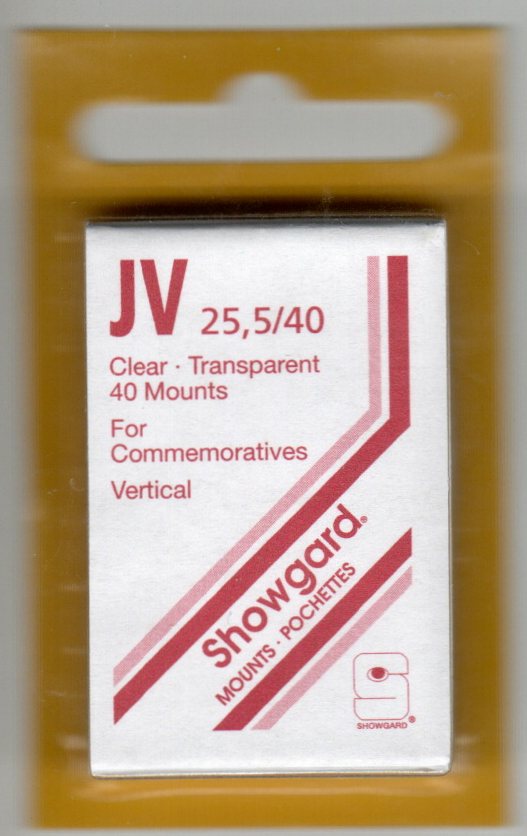 JV 25,5/40
Clear · Transparent
40 Mounts
For
Commemoratives
Vertical
Showgard®
MOUNTS · POCHETTES
S
SHOWGARD®